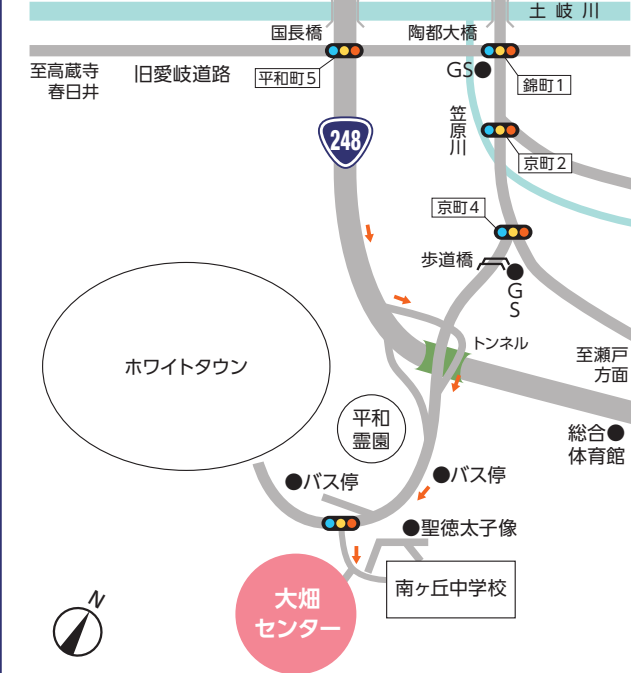 土岐川
国長橋
陶都大橋
至高蔵寺
春日井
旧愛岐道路
平和町5
GS
錦町1
笠原川
248
京町2
京町4
歩道橋
GS
トンネル
至瀬戸
方面
ホワイトタウン
平和
霊園
総合
体育館
バス停
バス停
聖徳太子像
大畑
センター
南ヶ丘中学校
N